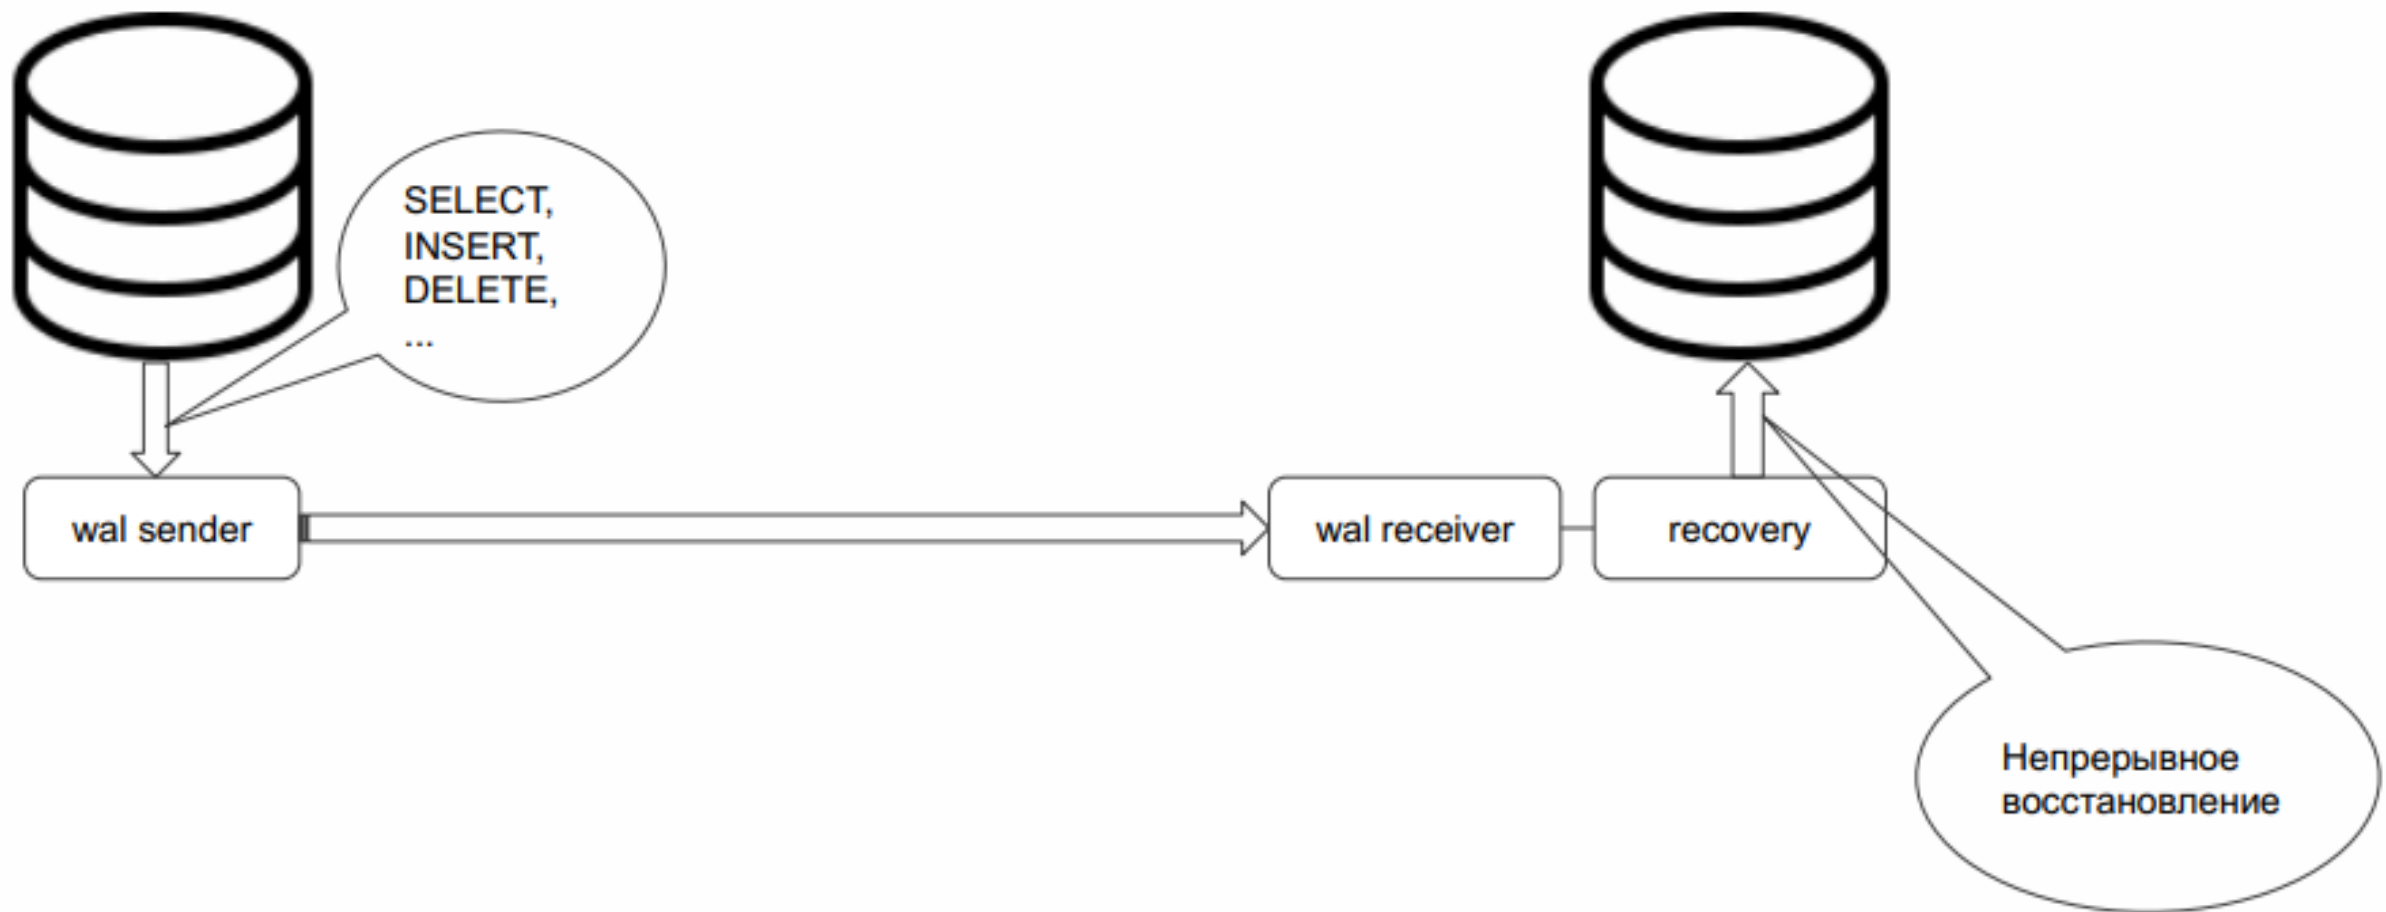 SELECT,
INSERT,
DELETE,
...
wal sender
wal receiver
recovery
Непрерывное
восстановление